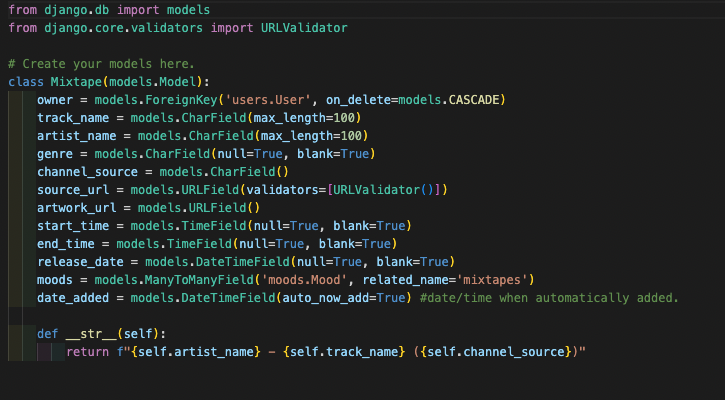 from django.db import models
from django.core.validators import URLValidator
# Create your models here.
class Mixtape(models.Model):
    owner = models.ForeignKey('users.User', on_delete=models.CASCADE)
    track_name = models.CharField(max_length=100)
    artist_name = models.CharField(max_length=100)
    genre = models.CharField(null=True, blank=True)
    channel_source = models.CharField()
    source_url = models.URLField(validators=[URLValidator()])
    artwork_url = models.URLField()
    start_time = models.TimeField(null=True, blank=True)
    end_time = models.TimeField(null=True, blank=True)
    release_date = models.DateTimeField(null=True, blank=True)
    moods = models.ManyToManyField('moods.Mood', related_name='mixtapes')
    date_added = models.DateTimeField(auto_now_add=True) #date/time when automatically added.
    def __str__(self):
        return f"{self.artist_name} - {self.track_name} ({self.channel_source})"